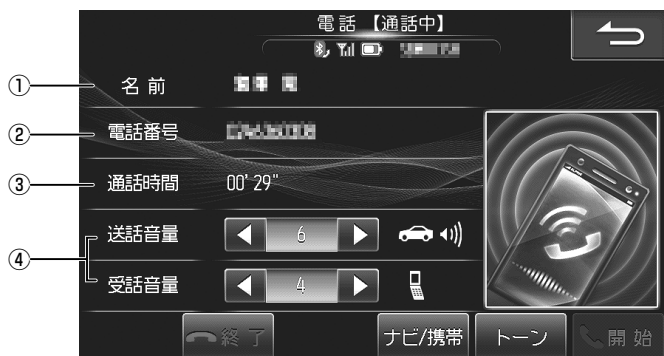 電話 【通話中】
① 名前
② 電話番号
③ 通話時間 00' 29"
④ 送話音量 6
受話音量 4
終了 ナビ/携帯 トーン 開始